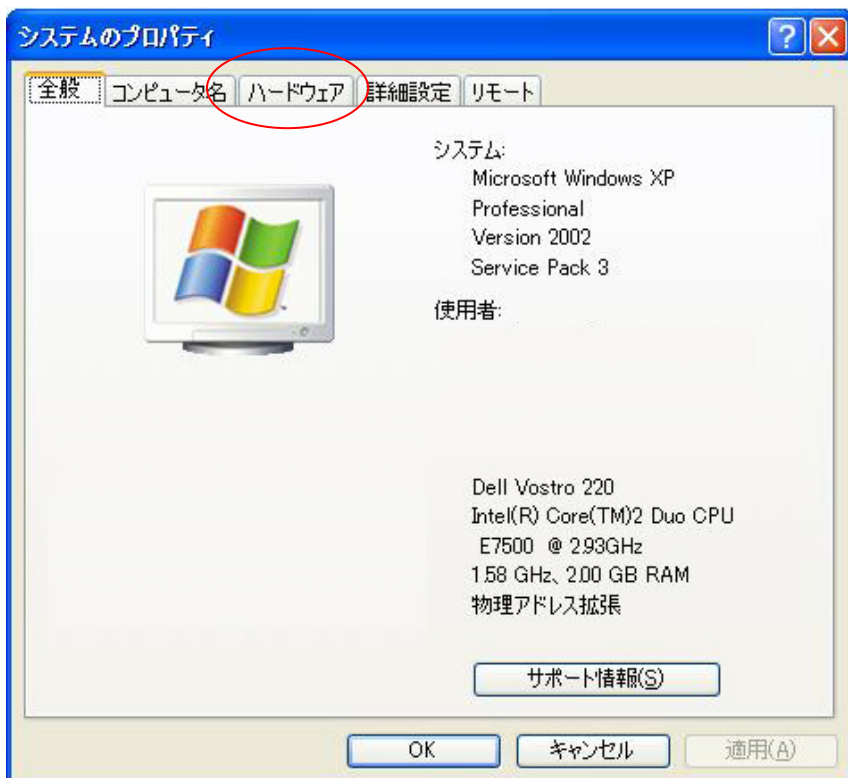 システムのプロパティ
全般 コンピュータ名 ハードウェア 詳細設定 リモート
システム:
Microsoft Windows XP
Professional
Version 2002
Service Pack 3
使用者:
Dell Vostro 220
Intel(R) Core(TM)2 Duo CPU
E7500 @ 2.93GHz
1.58 GHz、2.00 GB RAM
物理アドレス拡張
サポート情報(S)
OK キャンセル 適用(A)